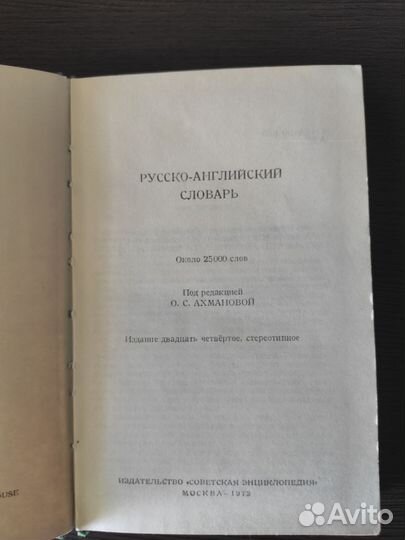 РУССКО-АНГЛИЙСКИЙ
СЛОВАРЬ
Около 25000 слов
Под редакцией
О. С. АХМАНОВОЙ
Издание двадцать четвёртое, стереотипное
ИЗДАТЕЛЬСТВО «СОВЕТСКАЯ ЭНЦИКЛОПЕДИЯ»
МОСКВА—1973
USE
Avito